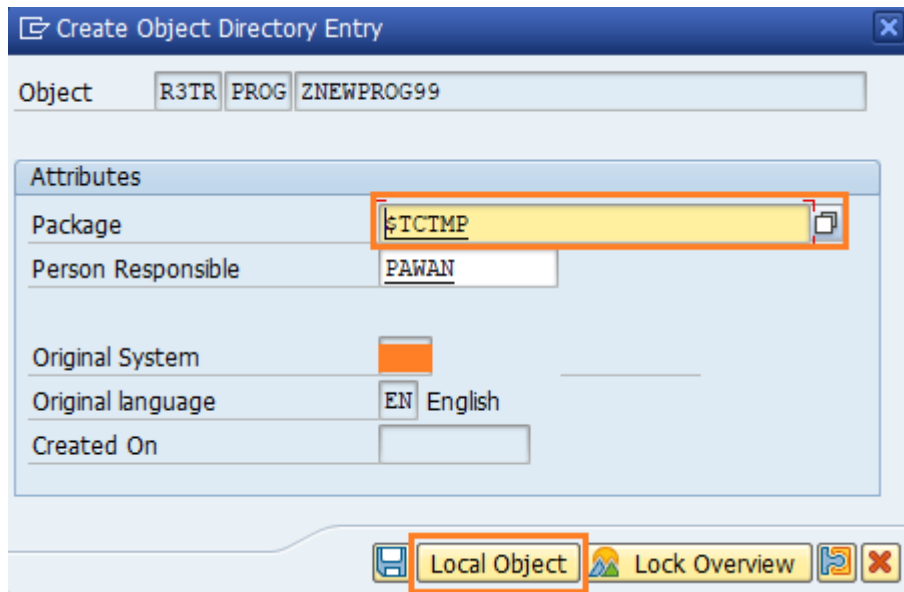 Create Object Directory Entry
Object R3TR PROG ZNEWPROG99
Attributes
Package $TCTMP
Person Responsible PAWAN
Original System
Original language EN English
Created On
Local Object Lock Overview